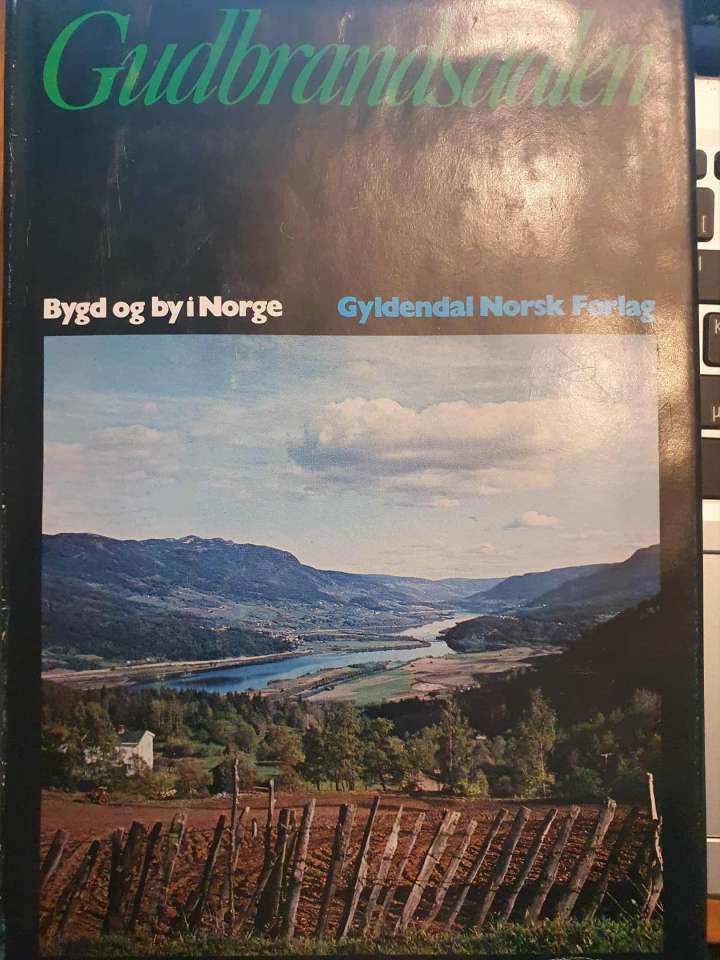 Gudbrandsdalen
Bygd og by i Norge Gyldendal Norsk Forlag
[
K
µ